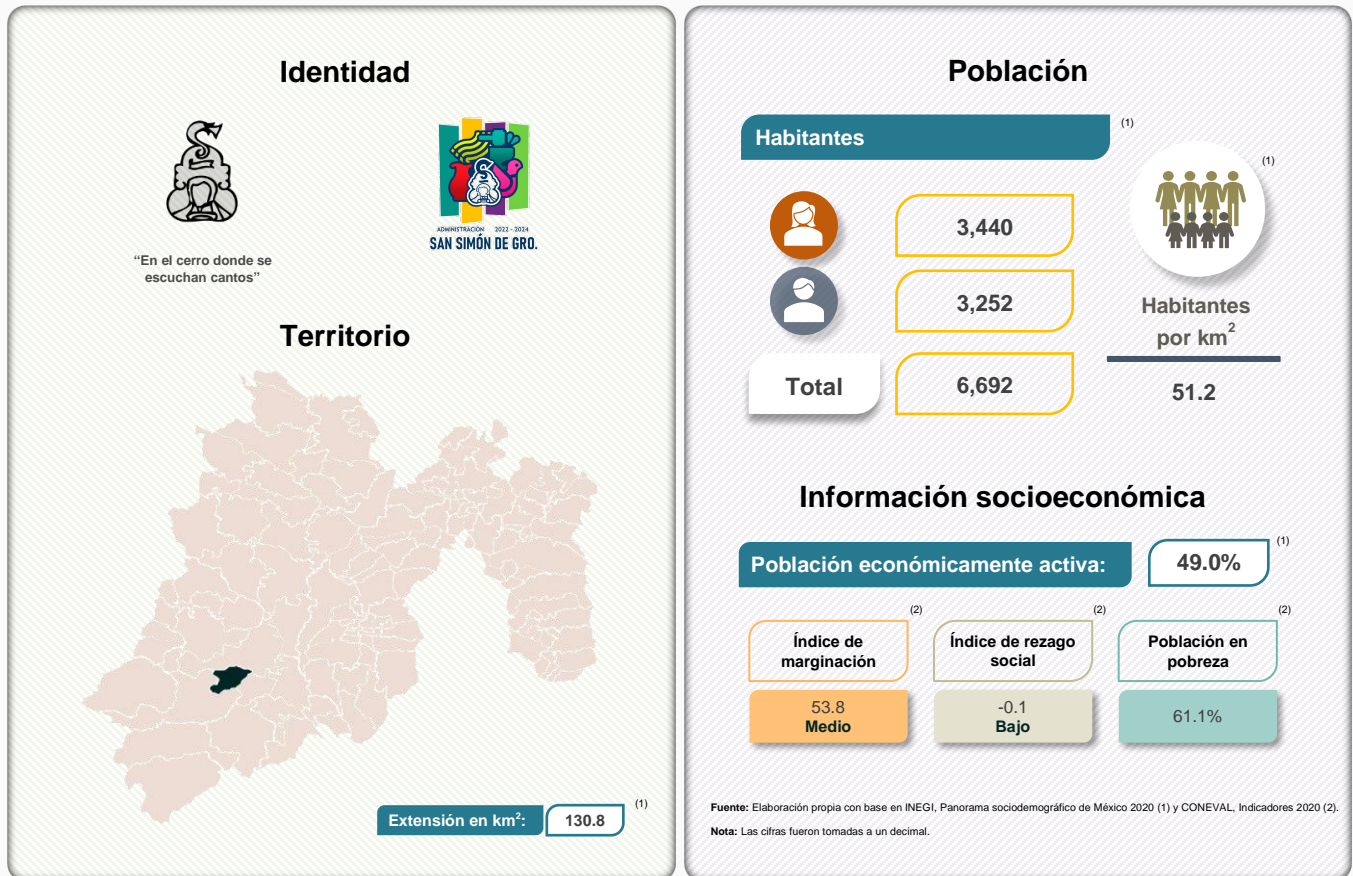 Identidad
ADMINISTRACIÓN 2022 - 2024
SAN SIMÓN DE GRO.
“En el cerro donde se
escuchan cantos”
Territorio
Extensión en km²: 130.8 (1)
Población
Habitantes (1)
3,440
3,252
Total 6,692
(1)
Habitantes
por km²
51.2
Información socioeconómica
Población económicamente activa: 49.0% (1)
(2) (2) (2)
Índice de
marginación
53.8
Medio
Índice de rezago
social
-0.1
Bajo
Población en
pobreza
61.1%
Fuente: Elaboración propia con base en INEGI, Panorama sociodemográfico de México 2020 (1) y CONEVAL, Indicadores 2020 (2).
Nota: Las cifras fueron tomadas a un decimal.